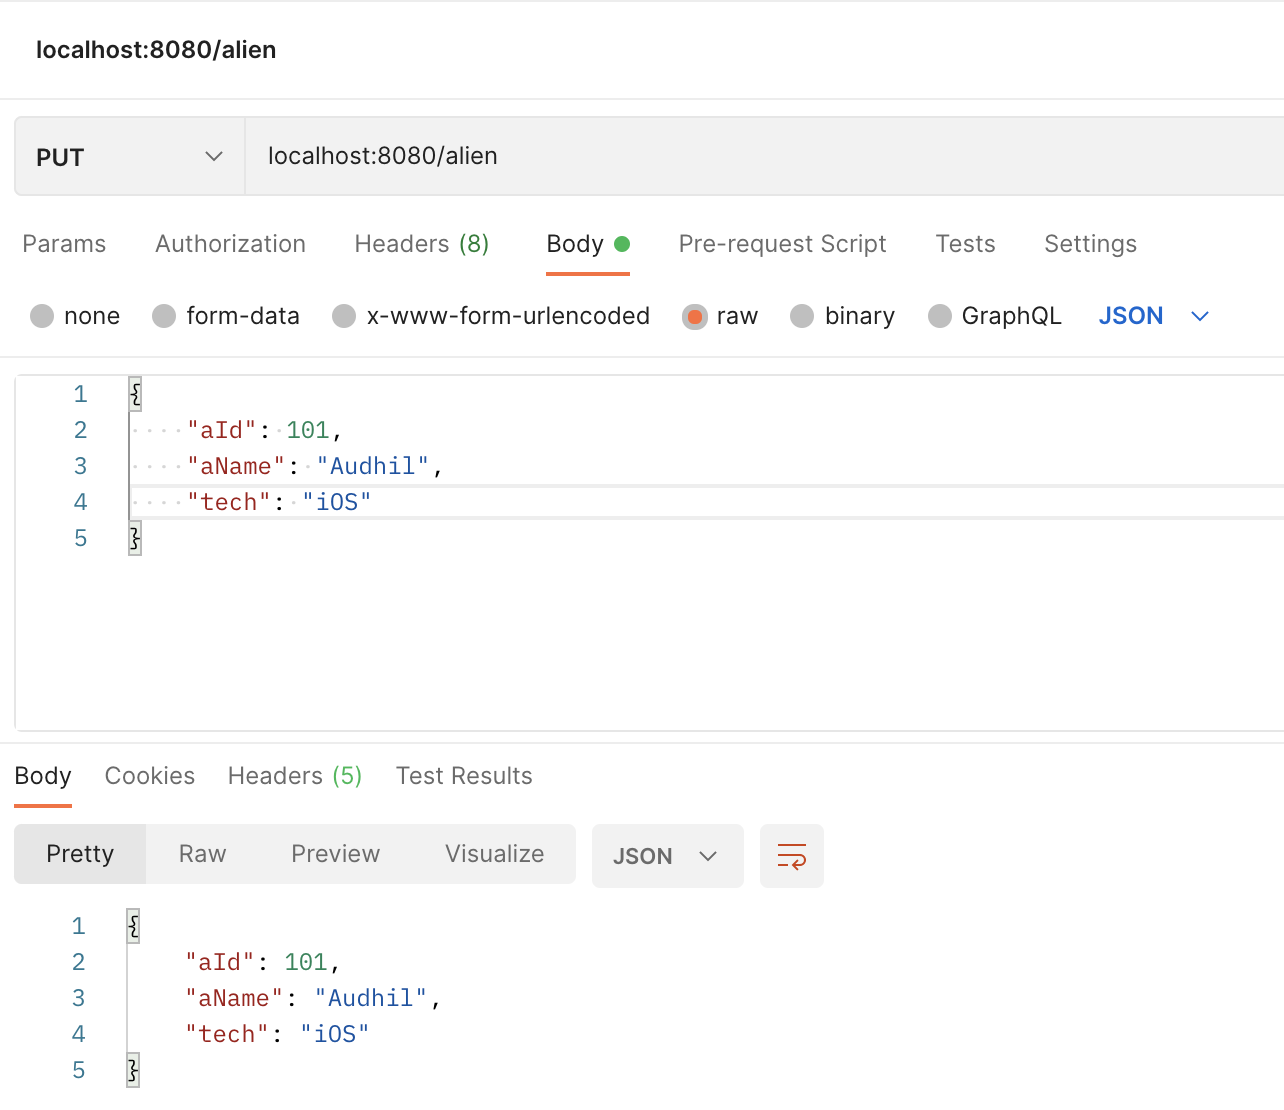 localhost:8080/alien
PUT localhost:8080/alien
Params Authorization Headers (8) Body Pre-request Script Tests Settings
none form-data x-www-form-urlencoded raw binary GraphQL JSON
1 {
2 "aId": 101,
3 "aName": "Audhil",
4 "tech": "iOS"
5 }
Body Cookies Headers (5) Test Results
Pretty Raw Preview Visualize JSON
1 {
2 "aId": 101,
3 "aName": "Audhil",
4 "tech": "iOS"
5 }